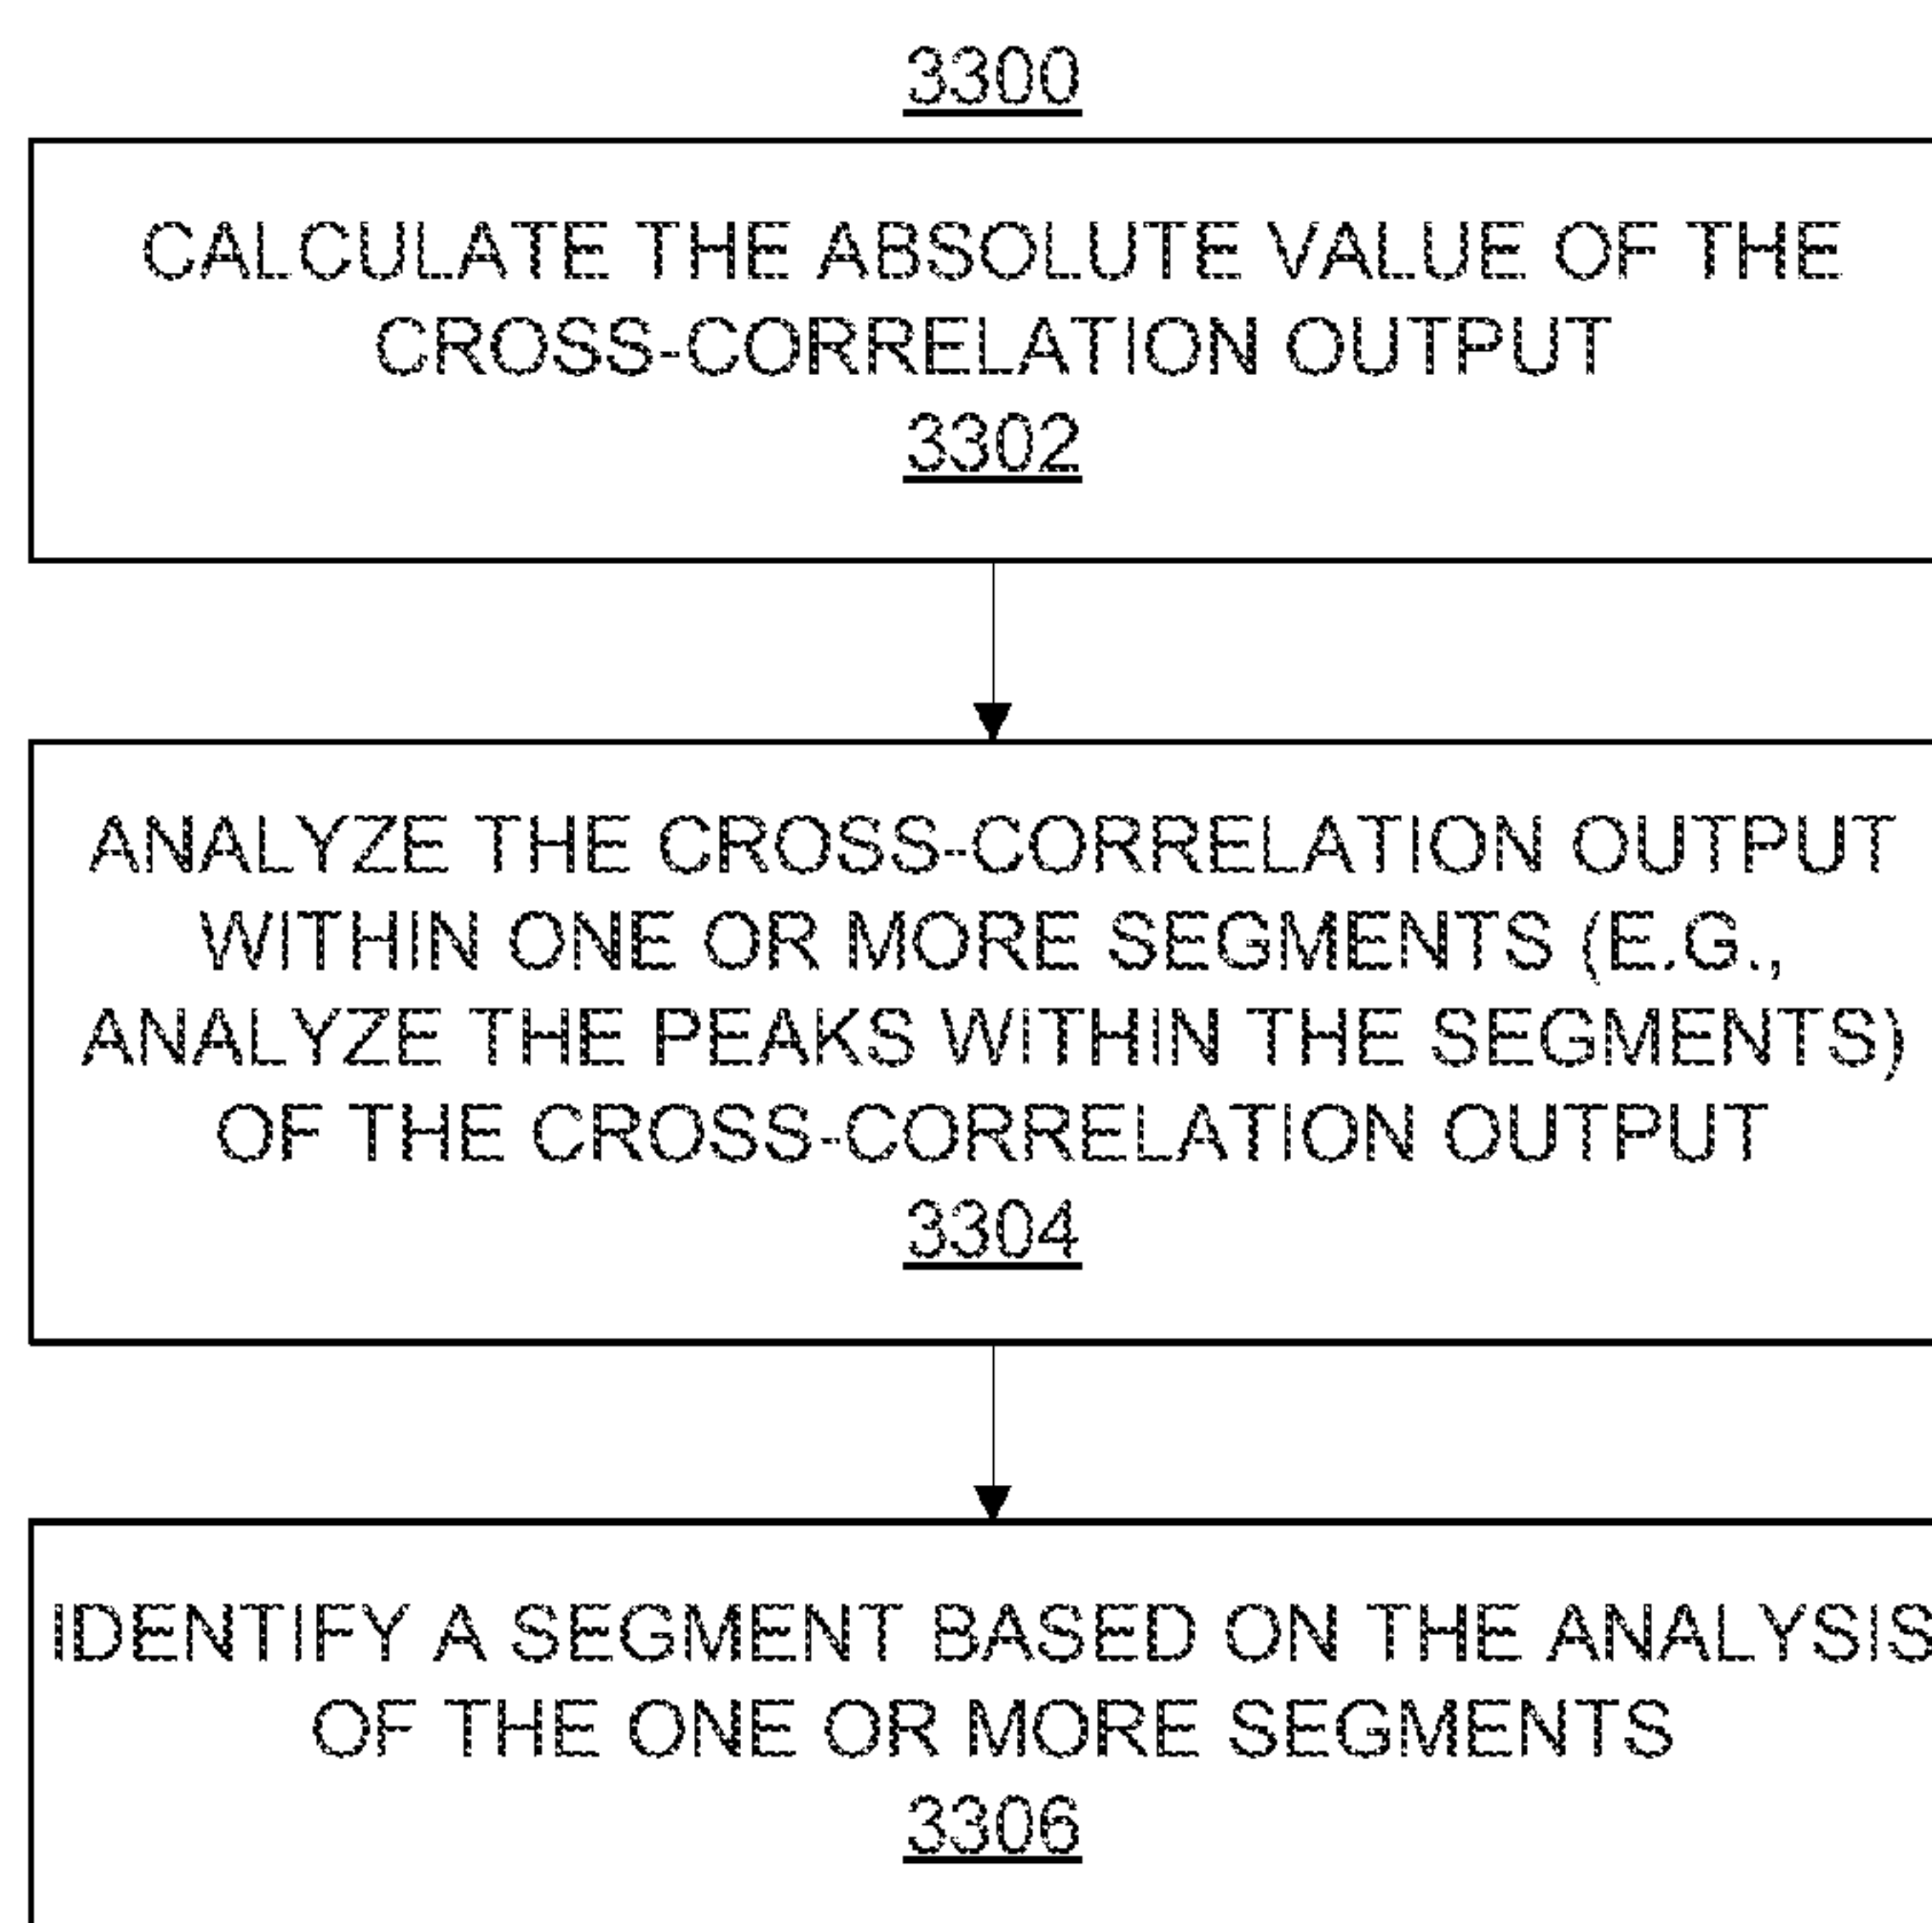 3300
CALCULATE THE ABSOLUTE VALUE OF THE
CROSS-CORRELATION OUTPUT
3302
ANALYZE THE CROSS-CORRELATION OUTPUT
WITHIN ONE OR MORE SEGMENTS (E.G.,
ANALYZE THE PEAKS WITHIN THE SEGMENTS)
OF THE CROSS-CORRELATION OUTPUT
3304
IDENTIFY A SEGMENT BASED ON THE ANALYSIS
OF THE ONE OR MORE SEGMENTS
3306